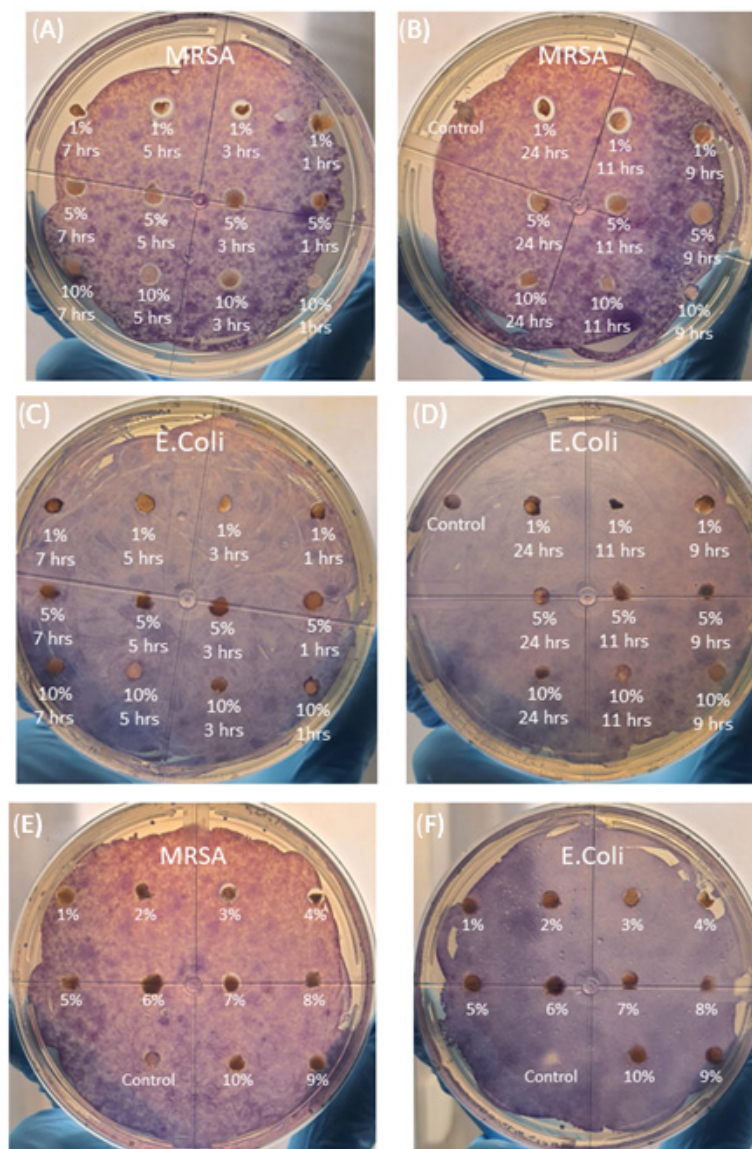 (A)
MRSA
1% 1% 1% 1%
7 hrs 5 hrs 3 hrs 1 hrs
5% 5% 5% 5%
7 hrs 5 hrs 3 hrs 1 hrs
10% 10% 10% 10%
7 hrs 5 hrs 3 hrs 1hrs
(B)
MRSA
Control 1% 1% 1%
24 hrs 11 hrs 9 hrs
5% 5% 5%
24 hrs 11 hrs 9 hrs
10% 10% 10%
24 hrs 11 hrs 9 hrs
(C)
E.Coli
1% 1% 1% 1%
7 hrs 5 hrs 3 hrs 1 hrs
5% 5% 5% 5%
7 hrs 5 hrs 3 hrs 1 hrs
10% 10% 10% 10%
7 hrs 5 hrs 3 hrs 1hrs
(D)
E.Coli
Control 1% 1% 1%
24 hrs 11 hrs 9 hrs
5% 5% 5%
24 hrs 11 hrs 9 hrs
10% 10% 10%
24 hrs 11 hrs 9 hrs
(E)
MRSA
1% 2% 3% 4%
5% 6% 7% 8%
Control 10% 9%
(F)
E.Coli
1% 2% 3% 4%
5% 6% 7% 8%
Control 10% 9%